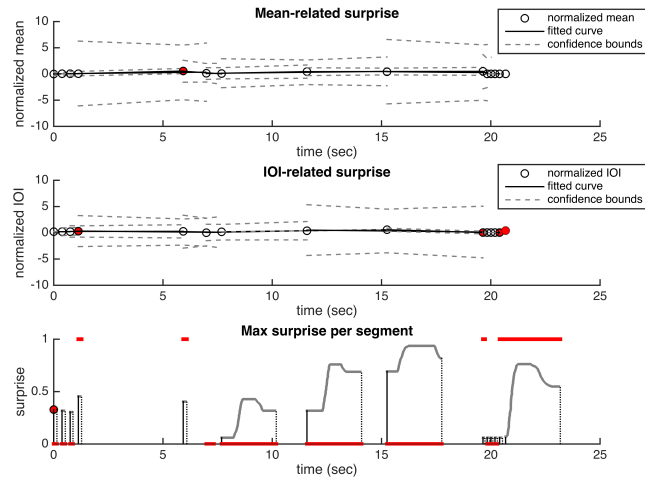 Mean-related surprise
normalized mean
10
5
0
-5
-10
0 5 10 15 20 25
time (sec)
normalized mean
fitted curve
confidence bounds
IOI-related surprise
normalized IOI
10
5
0
-5
-10
0 5 10 15 20 25
time (sec)
normalized IOI
fitted curve
confidence bounds
Max surprise per segment
surprise
1
0.5
0
0 5 10 15 20 25
time (sec)